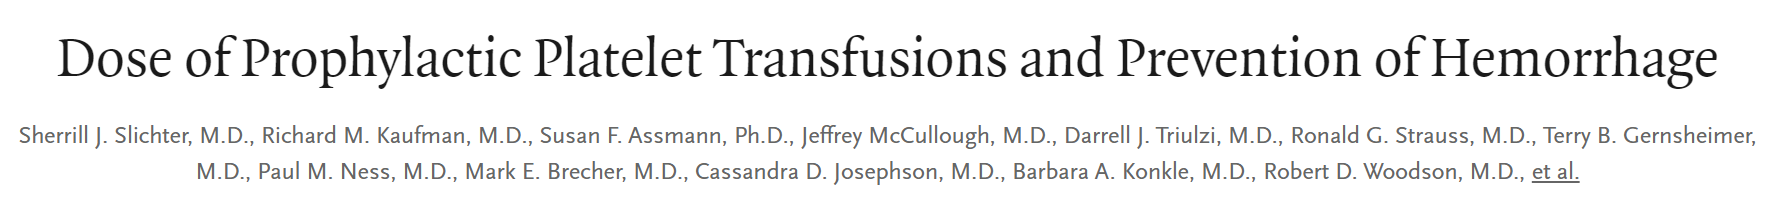 Dose of Prophylactic Platelet Transfusions and Prevention of Hemorrhage
Sherrill J. Slichter, M.D., Richard M. Kaufman, M.D., Susan F. Assmann, Ph.D., Jeffrey McCullough, M.D., Darrell J. Triulzi, M.D., Ronald G. Strauss, M.D., Terry B. Gernsheimer,
M.D., Paul M. Ness, M.D., Mark E. Brecher, M.D., Cassandra D. Josephson, M.D., Barbara A. Konkle, M.D., Robert D. Woodson, M.D., et al.